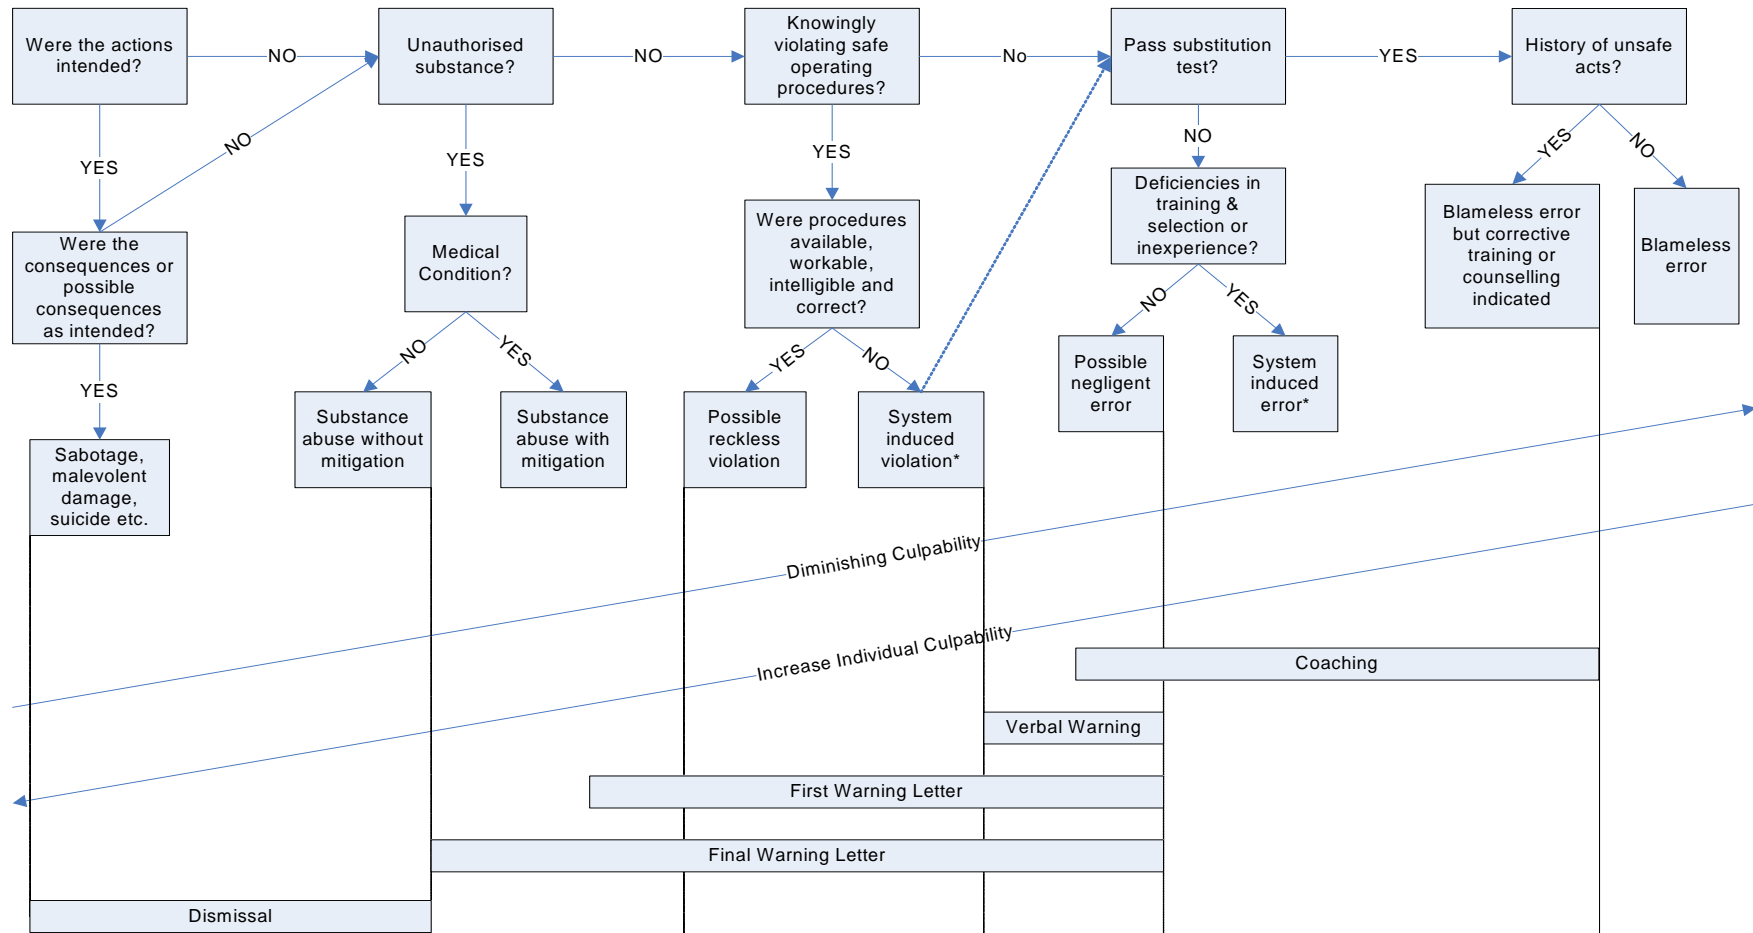 Were the actions
intended?
NO
Unauthorised
substance?
NO
Knowingly
violating safe
operating
procedures?
No
Pass substitution
test?
YES
History of unsafe
acts?
YES
NO
YES
YES
NO
YES
NO
Were the
consequences or
possible
consequences
as intended?
Medical
Condition?
Were procedures
available,
workable,
intelligible and
correct?
Deficiencies in
training &
selection or
inexperience?
Blameless error
but corrective
training or
counselling
indicated
Blameless
error
YES
NO
YES
YES
NO
NO
YES
Sabotage,
malevolent
damage,
suicide etc.
Substance
abuse without
mitigation
Substance
abuse with
mitigation
Possible
reckless
violation
System
induced
violation*
Possible
negligent
error
System
induced
error*
Diminishing Culpability
Increase Individual Culpability
Coaching
Verbal Warning
First Warning Letter
Final Warning Letter
Dismissal